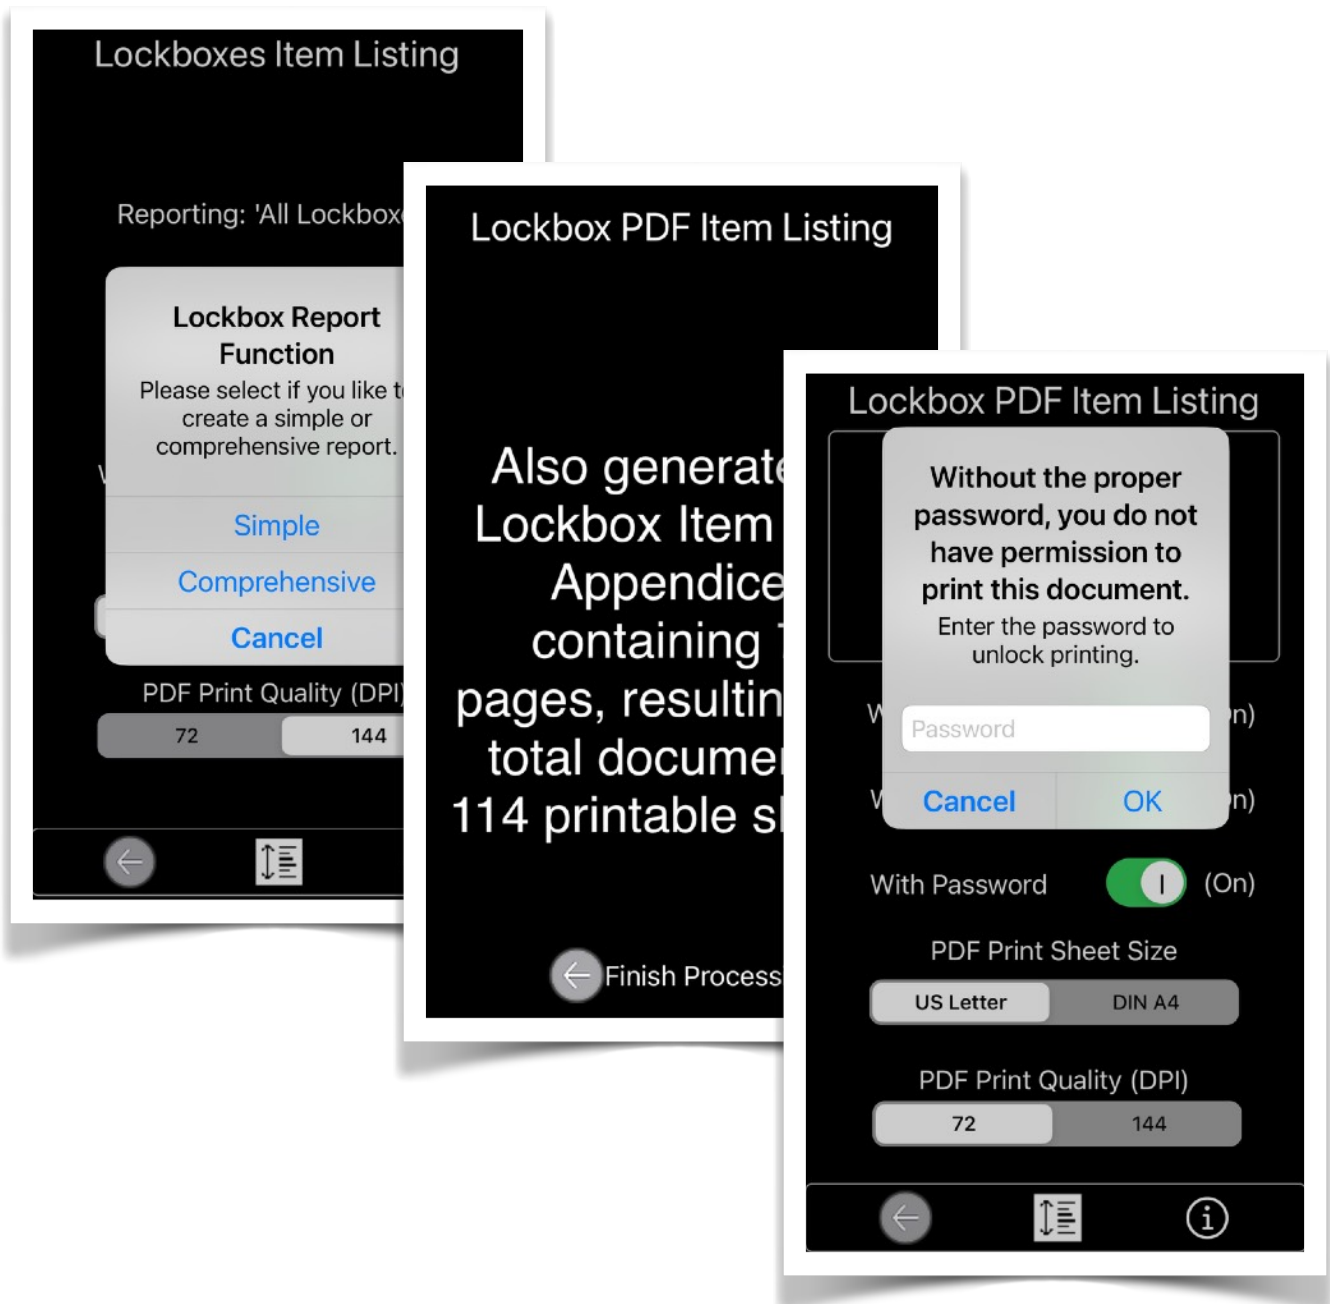 Lockboxes Item Listing
Reporting: 'All Lockbox
Lockbox Report
Function
Please select if you like
create a simple or
comprehensive report.
Simple
Comprehensive
Cancel
PDF Print Quality (DPI)
72 144
Lockbox PDF Item Listing
Also generate
Lockbox Item
Appendice
containing
pages, resultin
total docume
114 printable
Finish Process
Lockbox PDF Item Listing
Without the proper
password, you do not
have permission to
print this document.
Enter the password to
unlock printing.
Password
Cancel OK
With Password (On)
PDF Print Sheet Size
US Letter DIN A4
PDF Print Quality (DPI)
72 144